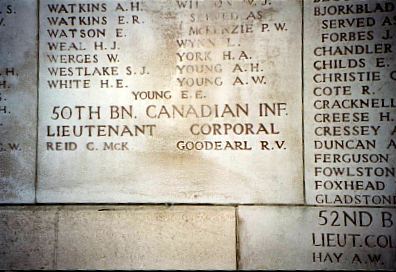 WATKINS A.H.
WATKINS E.R.
WATSON E.
WEAL H.J.
WERGES W.
WESTLAKE S.J.
WHITE H.E.
SERVED AS
McKENZIE P.W.
WYNN J.
YORK H.A.
YOUNG A.H.
YOUNG A.W.
YOUNG E.E.
50TH BN. CANADIAN INF.
LIEUTENANT CORPORAL
REID C. McK GOODEARL R.V.
BJORKBLAD
SERVED AS
FORBES J.
CHANDLER
CHILDS E.
CHRISTIE
COTE R.
CRACKNELL
CREESE H.
CRESSEY A
DUNCAN A
FERGUSON
FOWLSTON
FOXHEAD
GLADSTONE
52ND B
LIEUT. COL
HAY A.W.